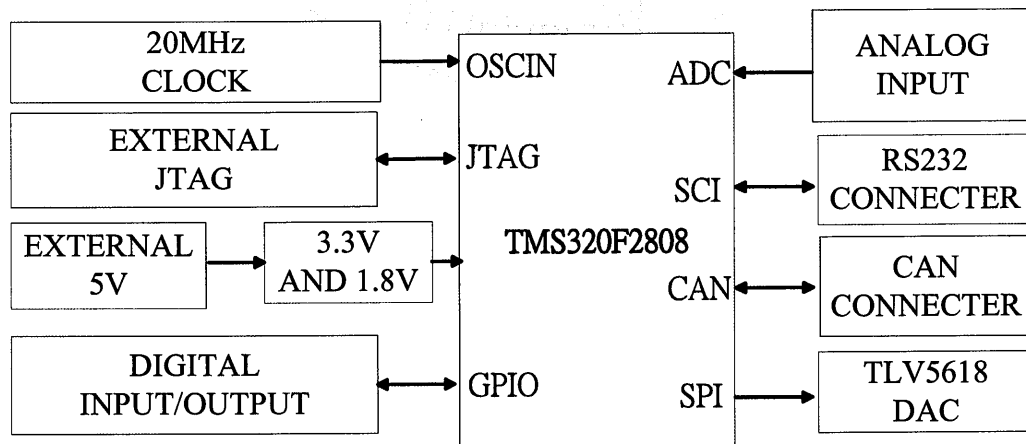 20MHz
CLOCK
OSCIN
EXTERNAL
JTAG
JTAG
EXTERNAL
5V
3.3V
AND 1.8V
DIGITAL
INPUT/OUTPUT
GPIO
TMS320F2808
ADC
ANALOG
INPUT
SCI
RS232
CONNECTER
CAN
CAN
CONNECTER
SPI
TLV5618
DAC